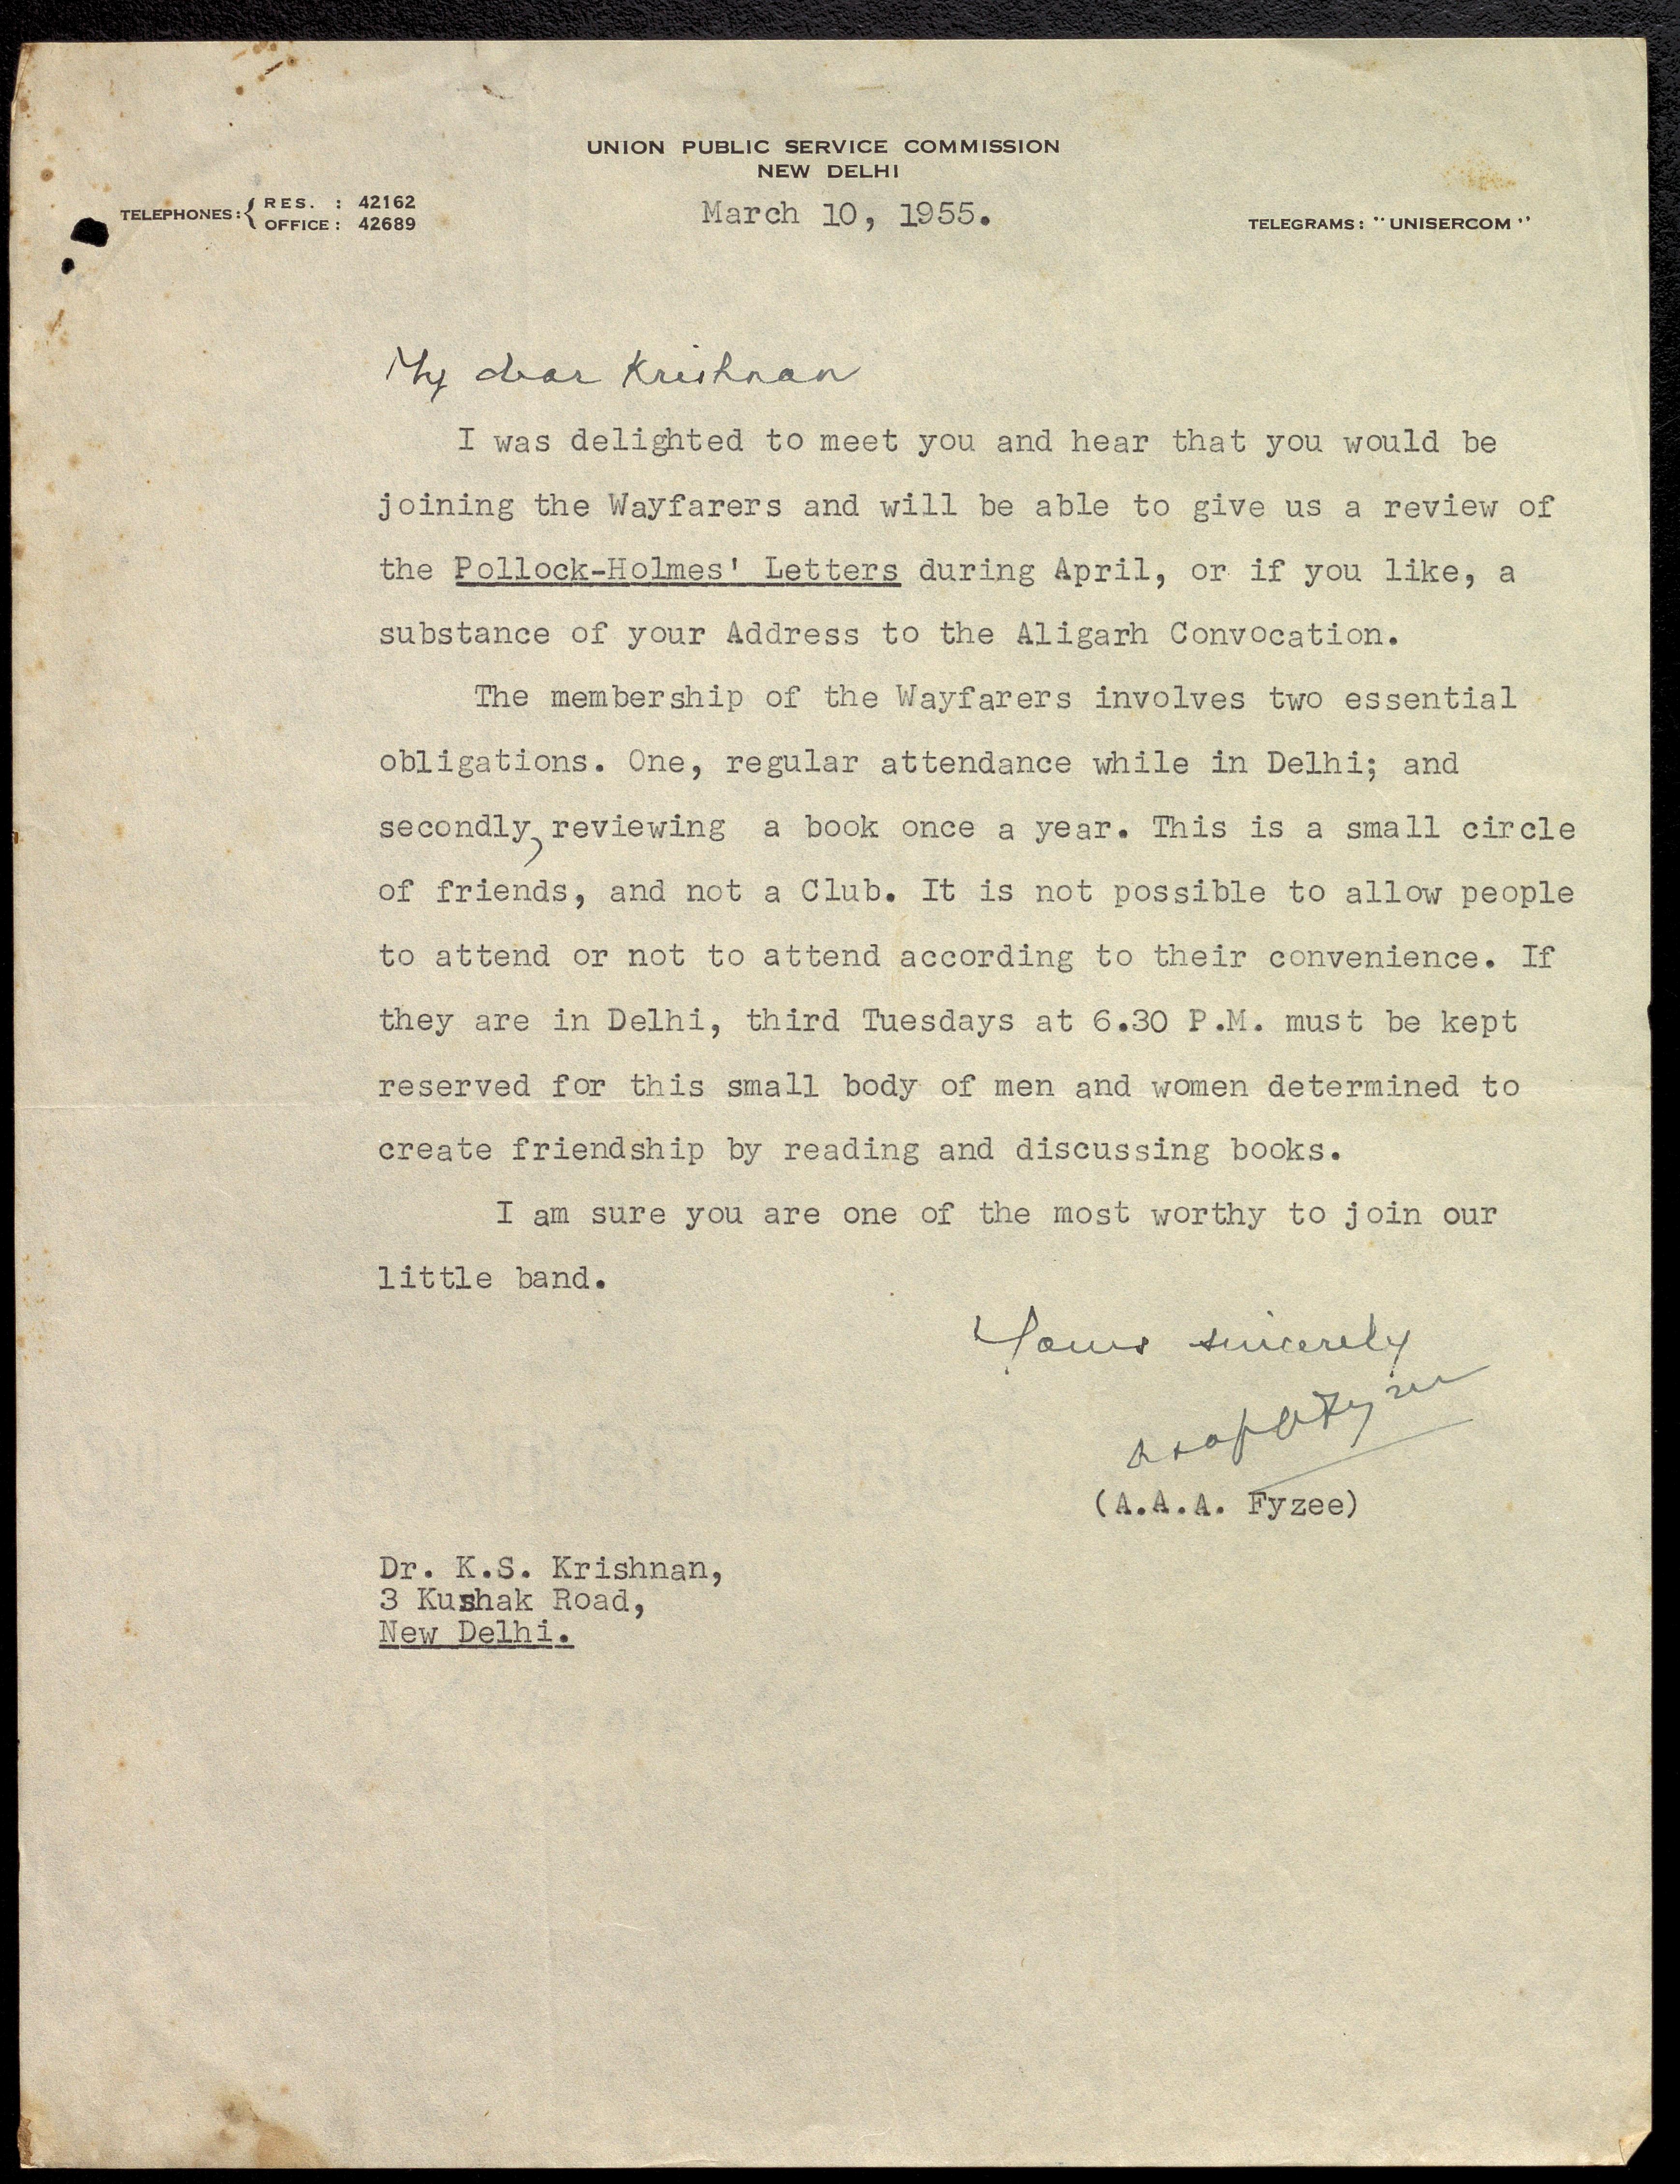 UNION PUBLIC SERVICE COMMISSION
NEW DELHI
TELEPHONES: { RES. : 42162
OFFICE : 42689
March 10, 1955.
TELEGRAMS: "UNISERCOM"
My dear Krishnan
I was delighted to meet you and hear that you would be
joining the Wayfarers and will be able to give us a review of
the Pollock-Holmes' Letters during April, or if you like, a
substance of your Address to the Aligarh Convocation.
The membership of the Wayfarers involves two essential
obligations. One, regular attendance while in Delhi; and
secondly, reviewing a book once a year. This is a small circle
of friends, and not a Club. It is not possible to allow people
to attend or not to attend according to their convenience. If
they are in Delhi, third Tuesdays at 6.30 P.M. must be kept
reserved for this small body of men and women determined to
create friendship by reading and discussing books.
I am sure you are one of the most worthy to join our
little band.
Yours sincerely
Asaf A A Fyzee
(A.A.A. Fyzee)
Dr. K.S. Krishnan,
3 Kushak Road,
New Delhi.